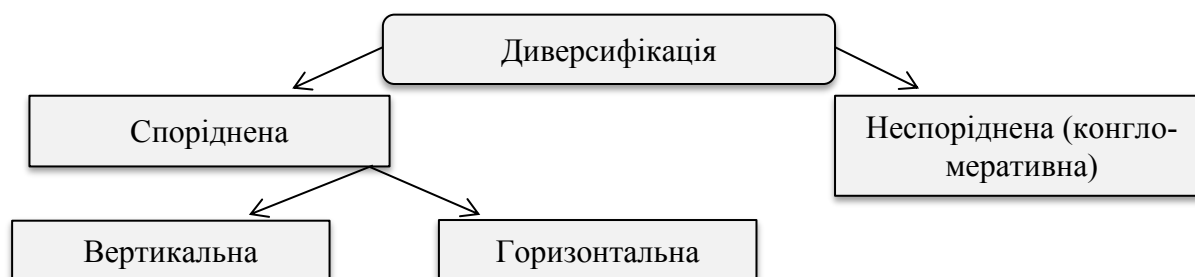 Диверсифікація
Споріднена
Неспоріднена (конгло-
меративна)
Вертикальна
Горизонтальна